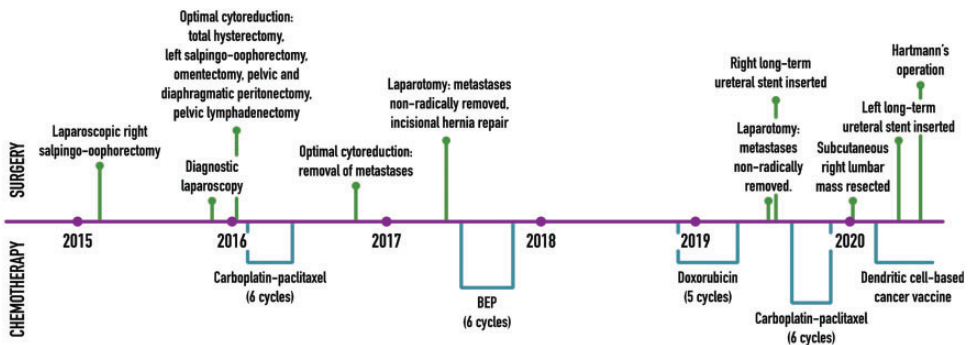 SURGERY
Laparoscopic right
salpingo-oophorectomy
Diagnostic
laparoscopy
Optimal cytoreduction:
total hysterectomy,
left salpingo-oophorectomy,
omentectomy, pelvic and
diaphragmatic peritonectomy,
pelvic lymphadenectomy
Optimal cytoreduction:
removal of metastases
Laparotomy: metastases
non-radically removed,
incisional hernia repair
Right long-term
ureteral stent inserted
Laparotomy:
metastases
non-radically
removed.
Subcutaneous
right lumbar
mass resected
Left long-term
ureteral stent inserted
Hartmann's
operation
2015
2016
2017
2018
2019
2020
CHEMOTHERAPY
Carboplatin-paclitaxel
(6 cycles)
BEP
(6 cycles)
Doxorubicin
(5 cycles)
Carboplatin-paclitaxel
(6 cycles)
Dendritic cell-based
cancer vaccine